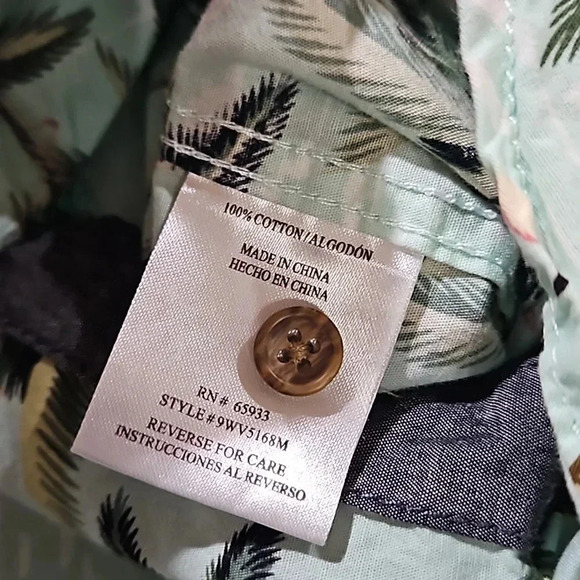 100% COTTON/ALGODÓN
MADE IN CHINA
HECHO EN CHINA
RN# 65933
STYLE#9WV5168M
REVERSE FOR CARE
INSTRUCCIONES AL REVERSO